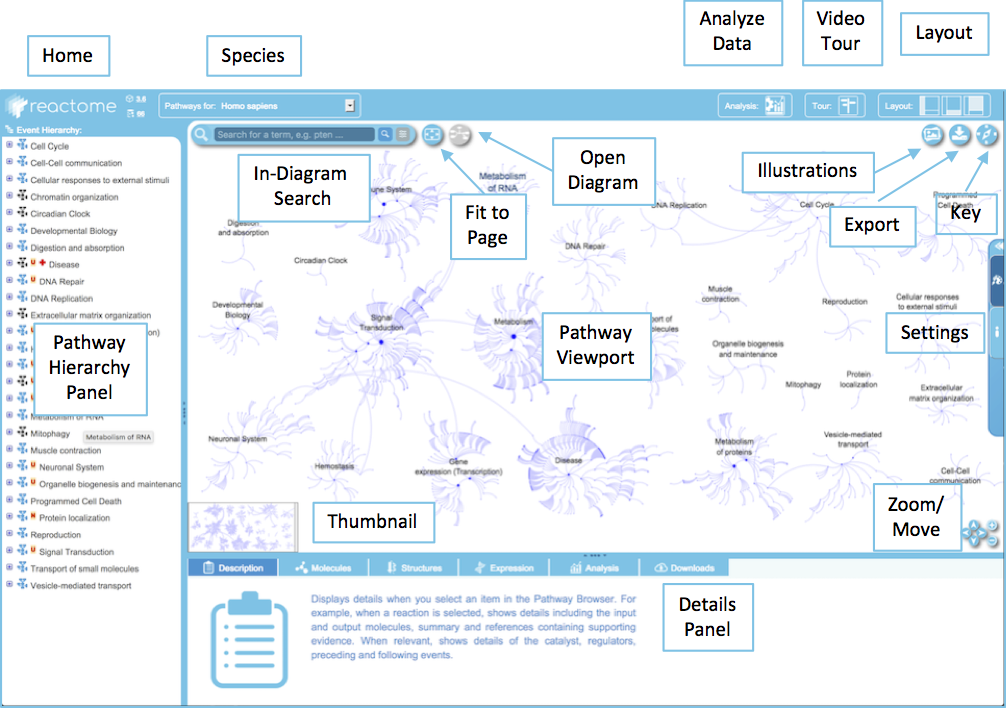 Analyze
Data
Video
Tour
Layout
Home
Species
reactome
3.6
66
Pathways for: Homo sapiens
Analysis:
Tour:
Layout:
Event Hierarchy:
Cell Cycle
Cell-Cell communication
Cellular responses to external stimuli
Chromatin organization
Circadian Clock
Developmental Biology
Digestion and absorption
Disease
DNA Repair
DNA Replication
Extracellular matrix organization
Pathway
Hierarchy
Panel
Metabolism of RNA
Mitophagy
Metabolism of RNA
Muscle contraction
Neuronal System
Organelle biogenesis and maintenanc
Programmed Cell Death
Protein localization
Reproduction
Signal Transduction
Transport of small molecules
Vesicle-mediated transport
Search for a term, e.g. pten ...
In-Diagram
Search
Open
Diagram
Fit to
Page
Illustrations
Export
Key
une System
Metabolism
of RNA
DNA Replication
Cell Cycle
Programmed
Cell Death
Digestion
and absorption
Circadian Clock
DNA Repair
Developmental
Biology
Signal
Transduction
Metabolism
Pathway
Viewport
port of
olecules
Muscle
contraction
Reproduction
Cellular responses
to external stimuli
Settings
Organelle biogenesis
and maintenance
Mitophagy
Protein
localization
Extracellular
matrix organization
Neuronal System
Hemostasis
Gene
expression (Transcription)
Disease
Metabolism
of proteins
Vesicle-mediated
transport
Cell-Cell
communication
Thumbnail
Zoom/
Move
Description
Molecules
Structures
Expression
Analysis
Downloads
Displays details when you select an item in the Pathway Browser. For
example, when a reaction is selected, shows details including the input
and output molecules, summary and references containing supporting
evidence. When relevant, shows details of the catalyst, regulators,
preceding and following events.
Details
Panel